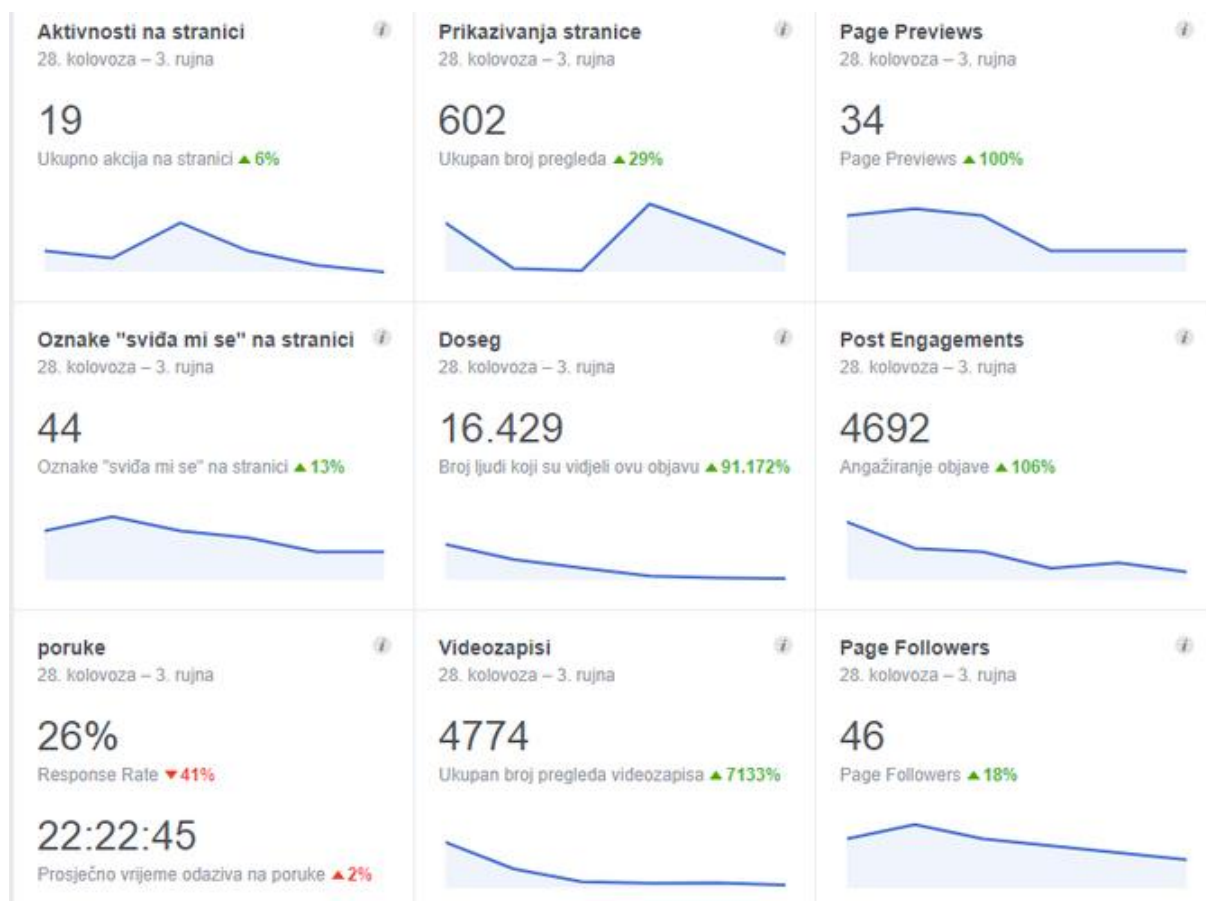 Aktivnosti na stranici
28. kolovoza – 3. rujna
19
Ukupno akcija na stranici ▲ 6%
Prikazivanja stranice
28. kolovoza – 3. rujna
602
Ukupan broj pregleda ▲ 29%
Page Previews
28. kolovoza – 3. rujna
34
Page Previews ▲ 100%
Oznake "sviđa mi se" na stranici
28. kolovoza – 3. rujna
44
Oznake "sviđa mi se" na stranici ▲ 13%
Doseg
28. kolovoza – 3. rujna
16.429
Broj ljudi koji su vidjeli ovu objavu ▲ 91.172%
Post Engagements
28. kolovoza – 3. rujna
4692
Angažiranje objave ▲ 106%
poruke
28. kolovoza – 3. rujna
26%
Response Rate ▼ 41%
22:22:45
Prosječno vrijeme odaziva na poruke ▲ 2%
Videozapisi
28. kolovoza – 3. rujna
4774
Ukupan broj pregleda videozapisa ▲ 7133%
Page Followers
28. kolovoza – 3. rujna
46
Page Followers ▲ 18%